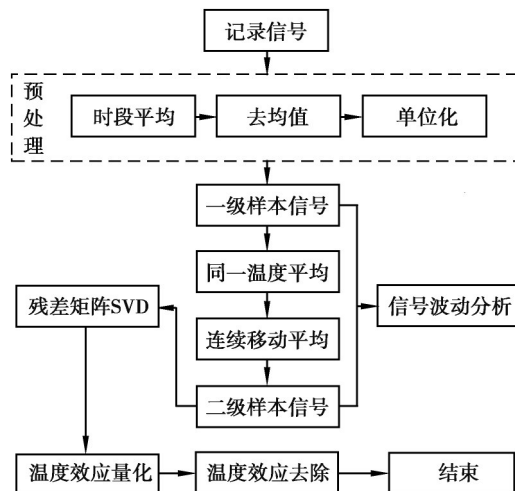 记录信号
预处理
时段平均
去均值
单位化
一级样本信号
同一温度平均
残差矩阵SVD
信号波动分析
连续移动平均
二级样本信号
温度效应量化
温度效应去除
结束